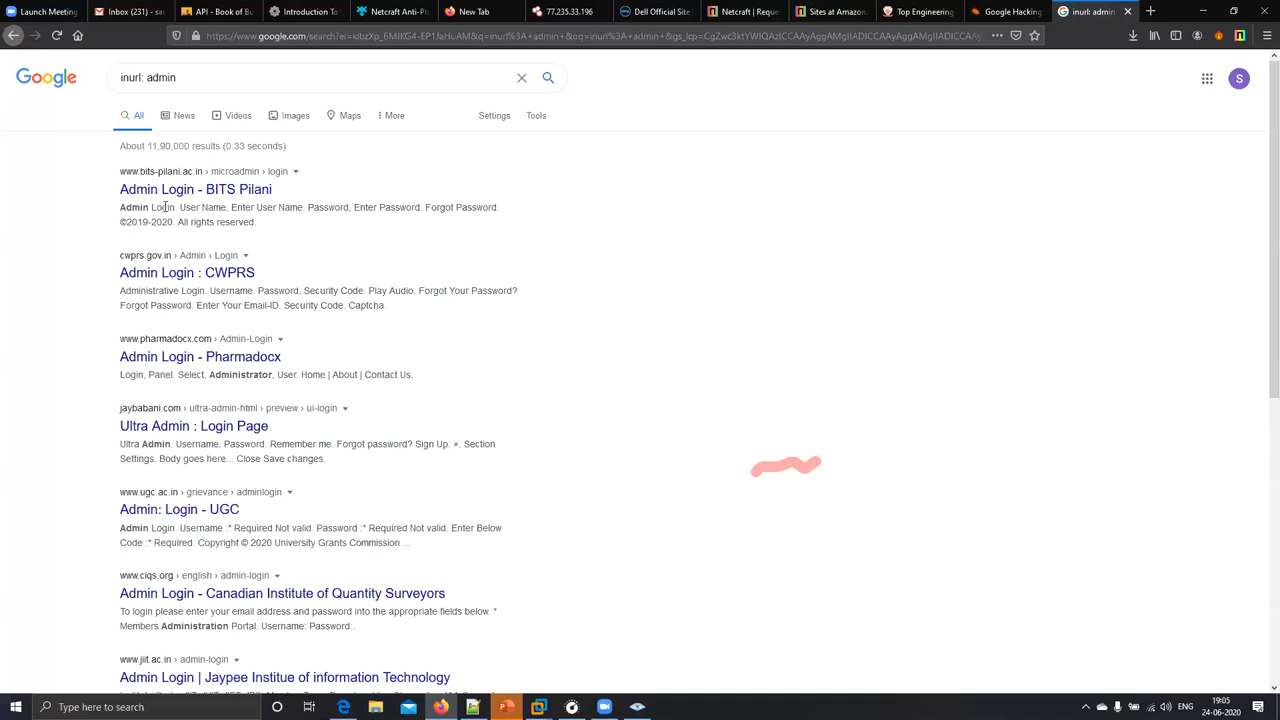 Launch Meeting
(1) Instagram
API - Book - Bu
Introduction To
Netcraft Anti-P
New Tab
77.235.33.196
Dell Official Site
Netcraft | Requ
Sites at Amazon
Top Engineering
Google Hacking
inurl: admin
https://www.google.com/search?
inurl: admin
Google
S
All
News
Videos
Images
Maps
More
Settings
Tools
About 11,90,000 results (0.33 seconds)
www.bits-pilani.ac.in › microadmin › login
Admin Login - BITS Pilani
Admin Login. User Name, Enter User Name. Password, Enter Password. Forgot Password.
©2019-2020. All rights reserved.
cwprs.gov.in › Admin › Login
Admin Login : CWPRS
Administrative Login. Username. Password. Security Code. Play Audio. Forgot Your Password?
Forgot Password. Enter Your Email-ID. Security Code. Captcha.
www.pharmadocx.com › Admin-Login
Admin Login - Pharmadocx
Login, Panel. Select, Administrator, User. Home | About | Contact Us.
jaybabani.com › ultra-admin-html › preview › ui-login
Ultra Admin : Login Page
Ultra Admin. Username. Password. Remember me. Forgot password? Sign Up. ×. Section
Settings. Body goes here... Close Save changes.
www.ugc.ac.in › grievance › adminlogin
Admin: Login - UGC
Admin Login. Username :* Required Not valid. Password :* Required Not valid. Enter Below
Code :* Required. Copyright © 2020 University Grants Commission ...
www.ciqs.org › english › admin-login
Admin Login - Canadian Institute of Quantity Surveyors
To login please enter your email address and password into the appropriate fields below. *
Members Administration Portal. Username: Password:.
www.jiit.ac.in › admin-login
Admin Login | Jaypee Institue of information Technology
Type here to search
ENG
19:05
24-06-2020